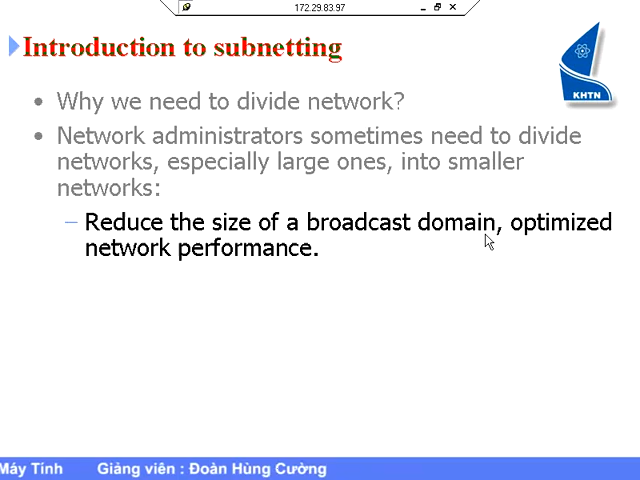 172.29.83.97
Introduction to subnetting
KHTN
• Why we need to divide network?
• Network administrators sometimes need to divide
networks, especially large ones, into smaller
networks:
– Reduce the size of a broadcast domain, optimized
network performance.
Máy Tính Giảng viên : Đoàn Hùng Cường